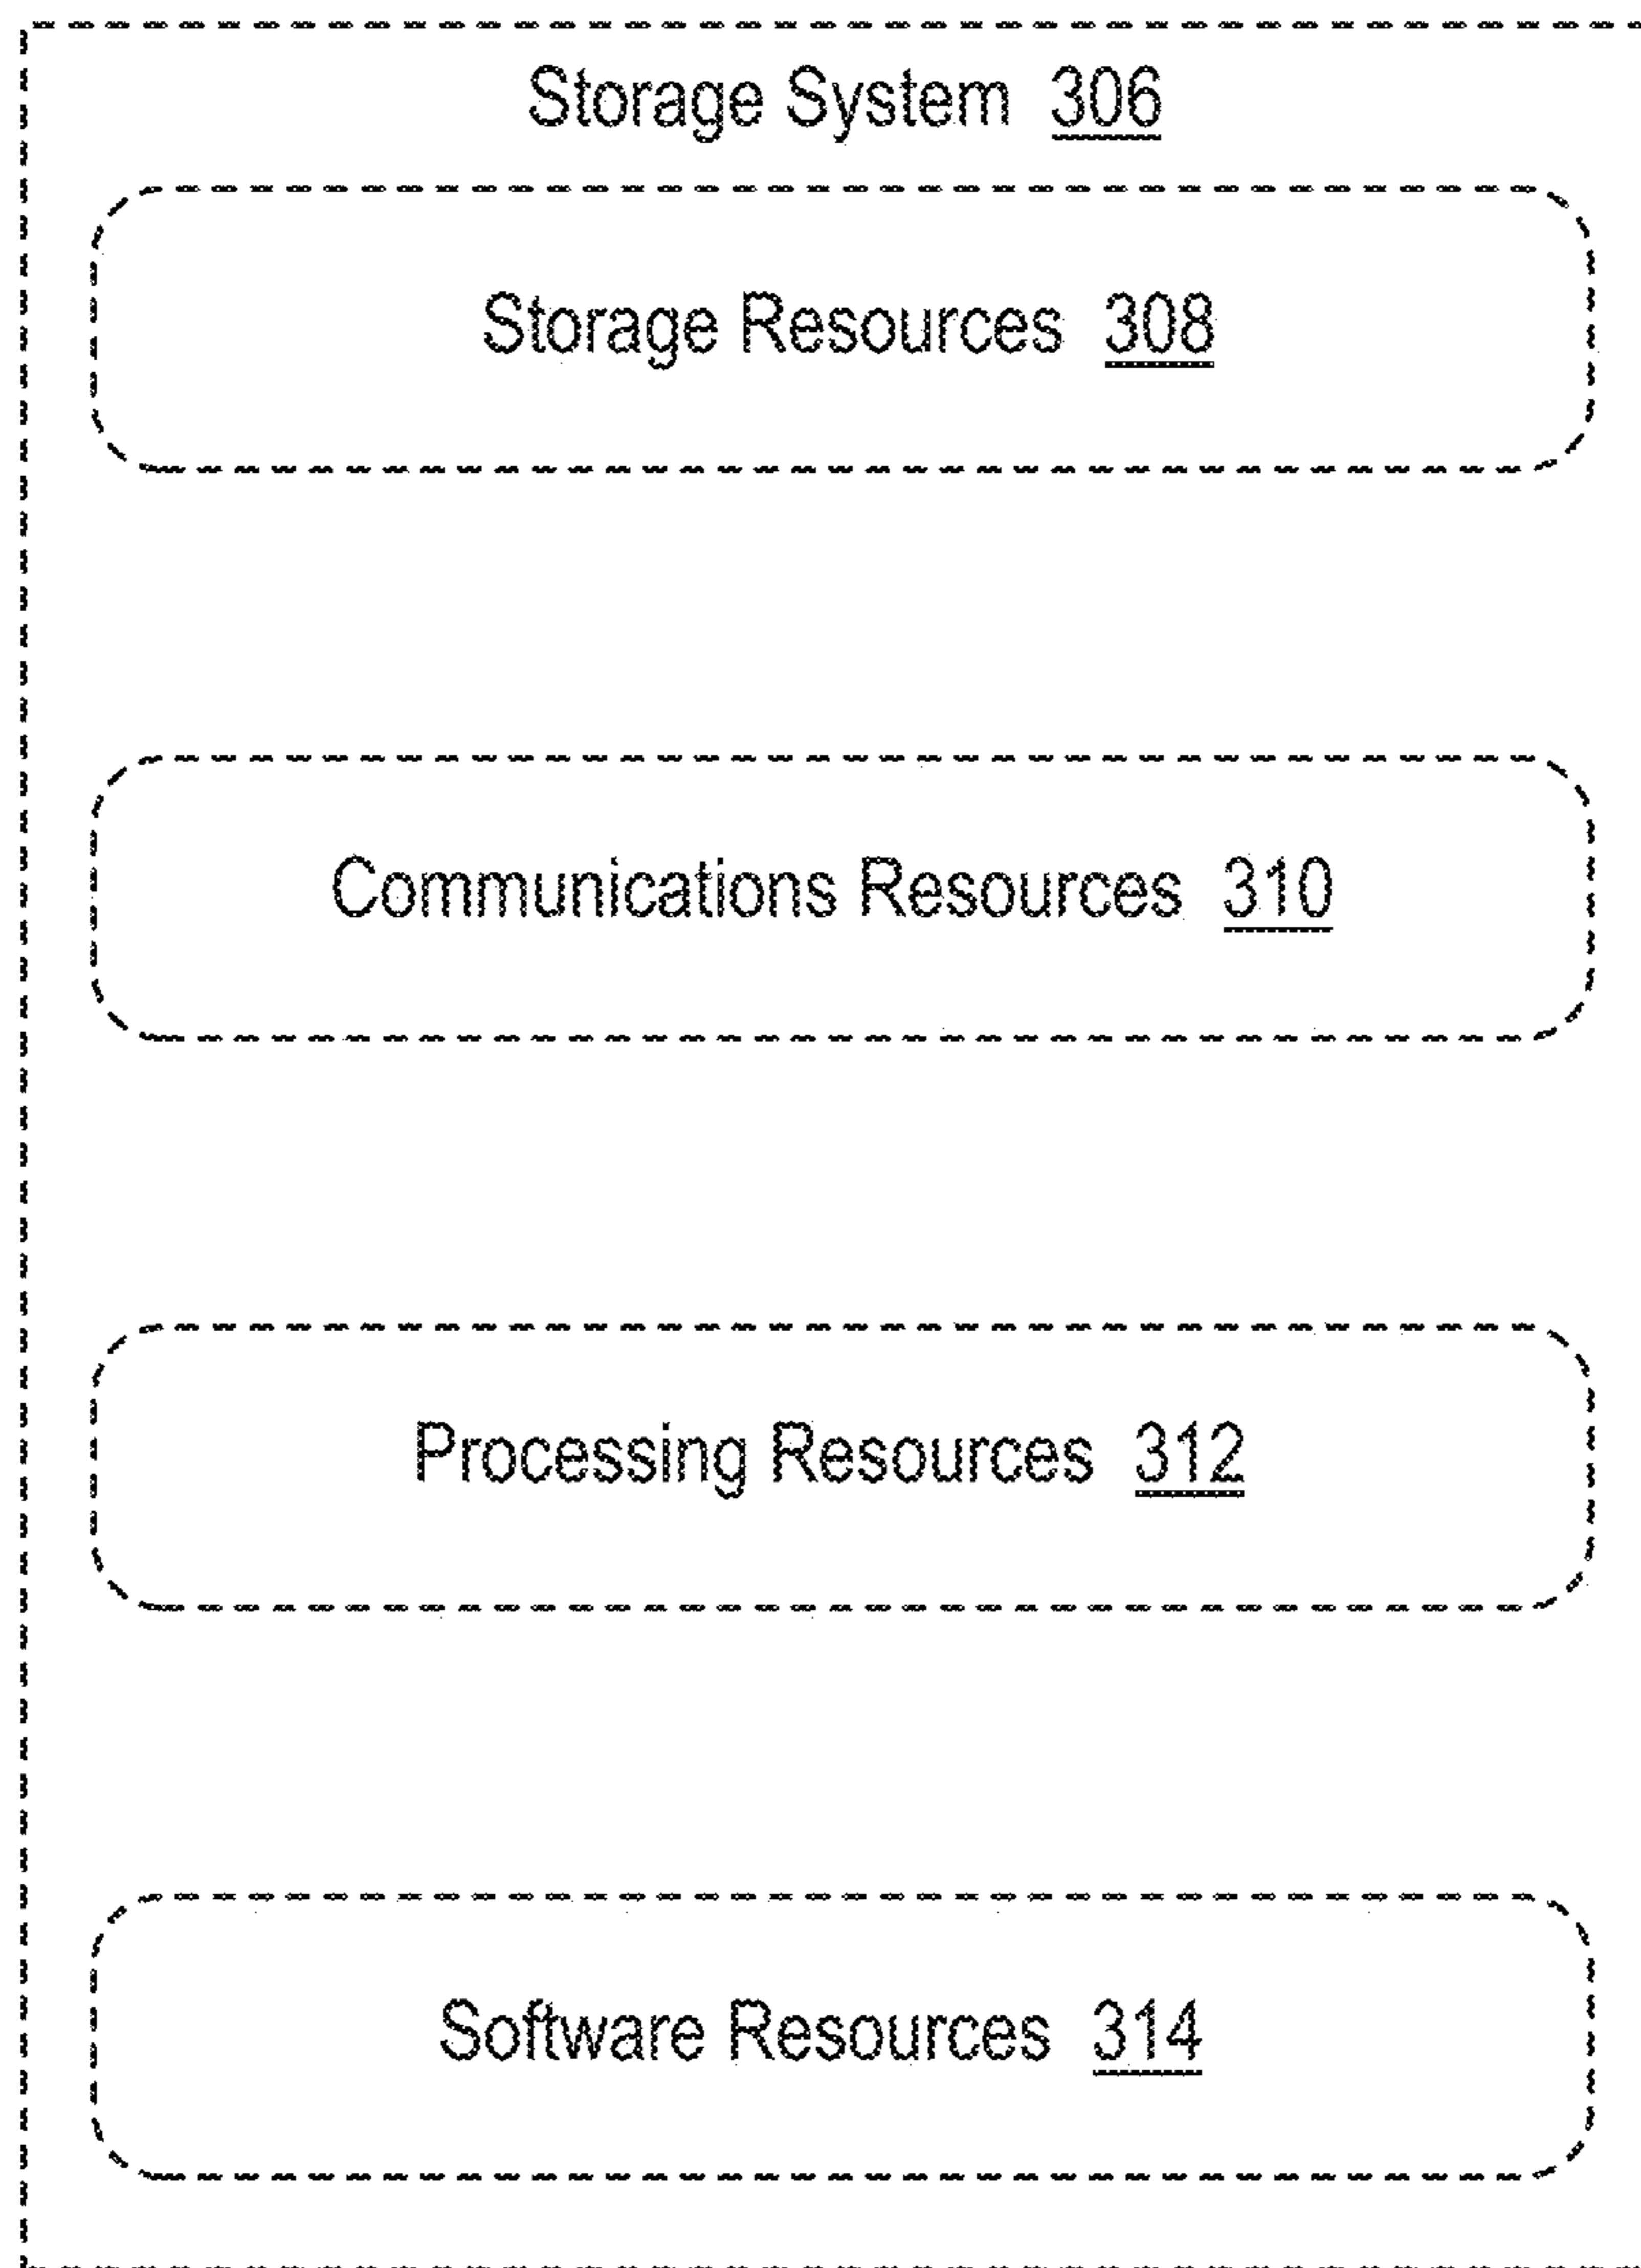 Storage System 306
Storage Resources 308
Communications Resources 310
Processing Resources 312
Software Resources 314